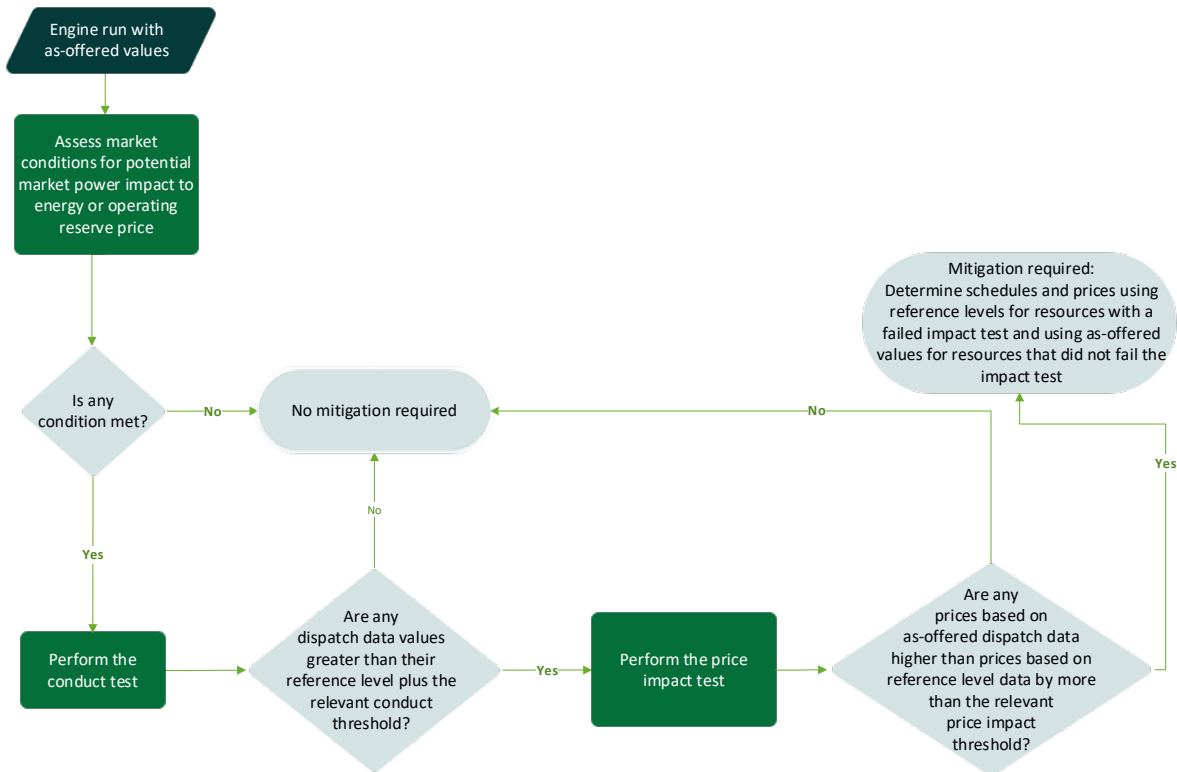 Engine run with
as-offered values
Assess market
conditions for potential
market power impact to
energy or operating
reserve price
Is any
condition met?
No
No mitigation required
Yes
Perform the
conduct test
Are any
dispatch data values
greater than their
reference level plus the
relevant conduct
threshold?
No
Yes
Perform the price
impact test
Are any
prices based on
as-offered dispatch data
higher than prices based on
reference level data by more
than the relevant
price impact
threshold?
No
Yes
Mitigation required:
Determine schedules and prices using
reference levels for resources with a
failed impact test and using as-offered
values for resources that did not fail the
impact test